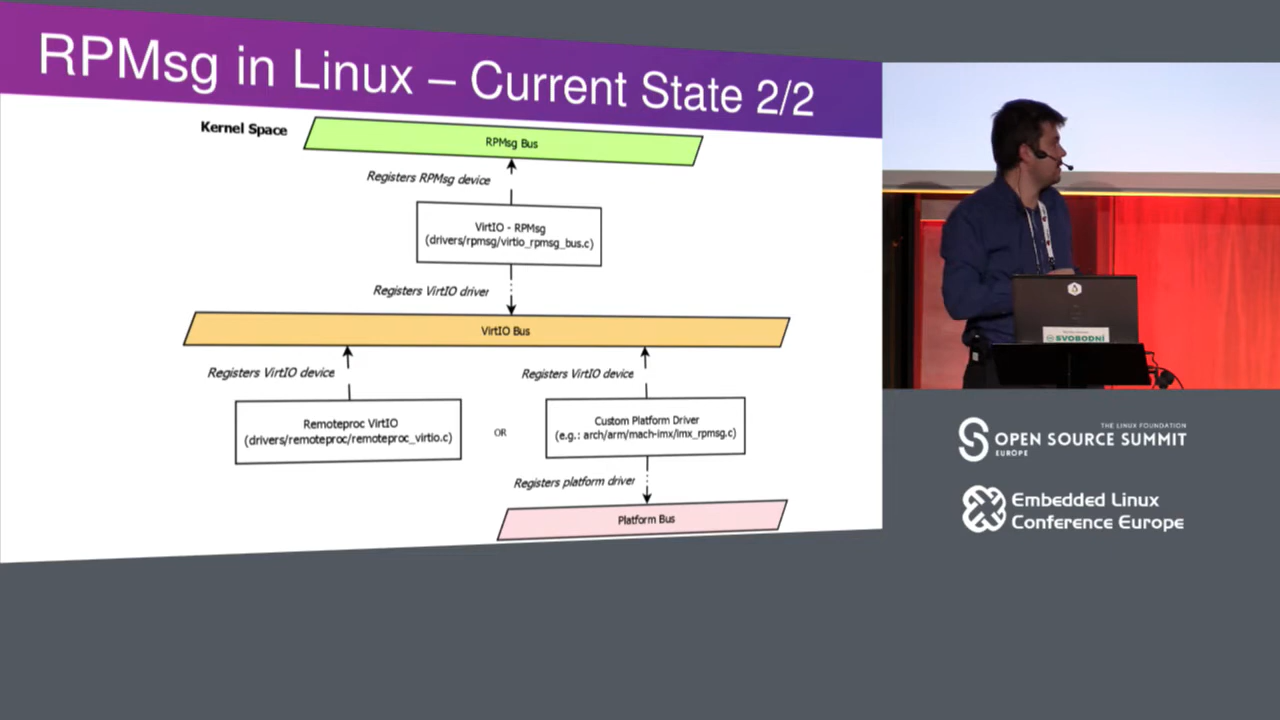 RPMsg in Linux – Current State 2/2
Kernel Space
RPMsg Bus
Registers RPMsg device
VirtIO - RPMsg
(drivers/rpmsg/virtio_rpmsg_bus.c)
Registers VirtIO driver
VirtIO Bus
Registers VirtIO device
Registers VirtIO device
Remoteproc VirtIO
(drivers/remoteproc/remoteproc_virtio.c)
OR
Custom Platform Driver
(e.g.: arch/arm/mach-imx/imx_rpmsg.c)
Registers platform driver
Platform Bus
SVOBODNÍ
THE LINUX FOUNDATION
OPEN SOURCE SUMMIT
EUROPE
Embedded Linux
Conference Europe